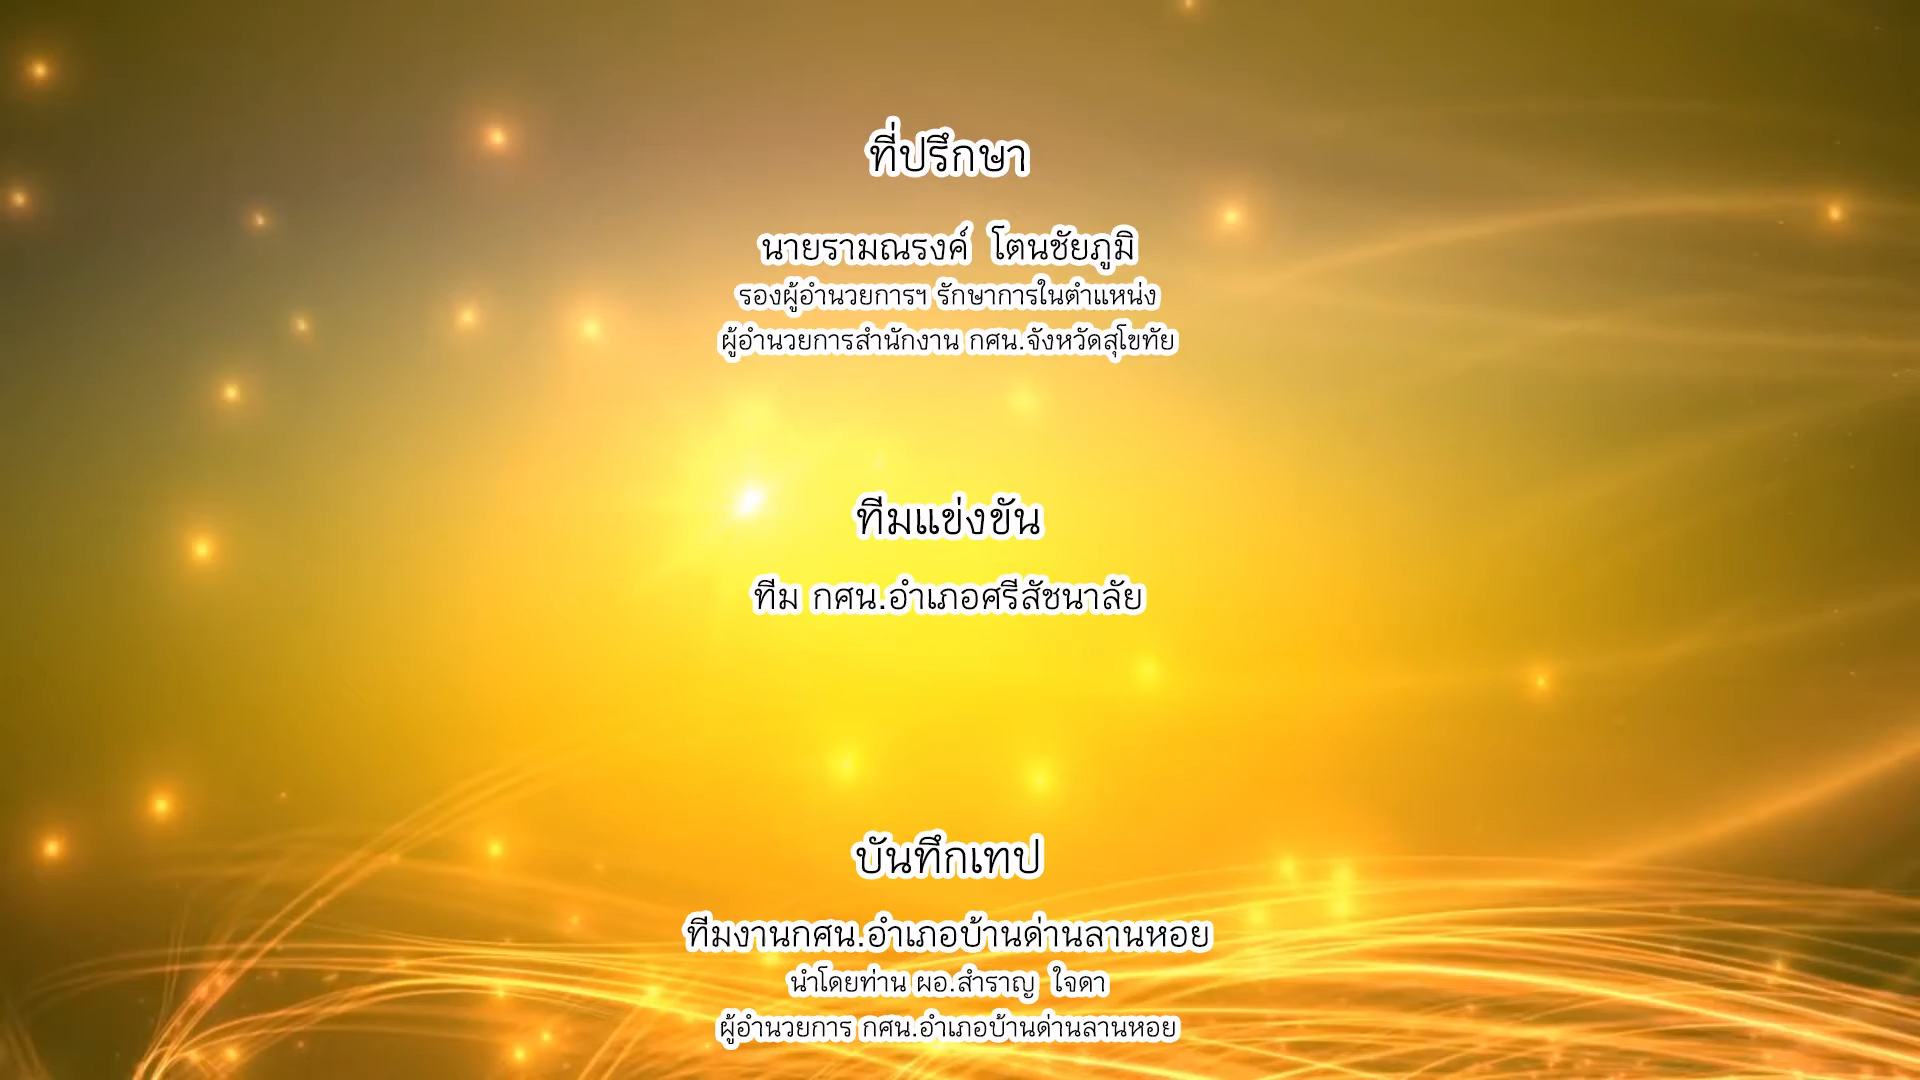 ที่ปรึกษา
นายรามณรงค์ โตนชัยภูมิ
รองผู้อำนวยการฯ รักษาการในตำแหน่ง
ผู้อำนวยการสำนักงาน กศน.จังหวัดสุโขทัย
ทีมแข่งขัน
ทีม กศน.อำเภอศรีสัชนาลัย
บันทึกเทป
ทีมงานกศน.อำเภอบ้านด่านลานหอย
นำโดยท่าน ผอ.สำราญ ใจดา
ผู้อำนวยการ กศน.อำเภอบ้านด่านลานหอย